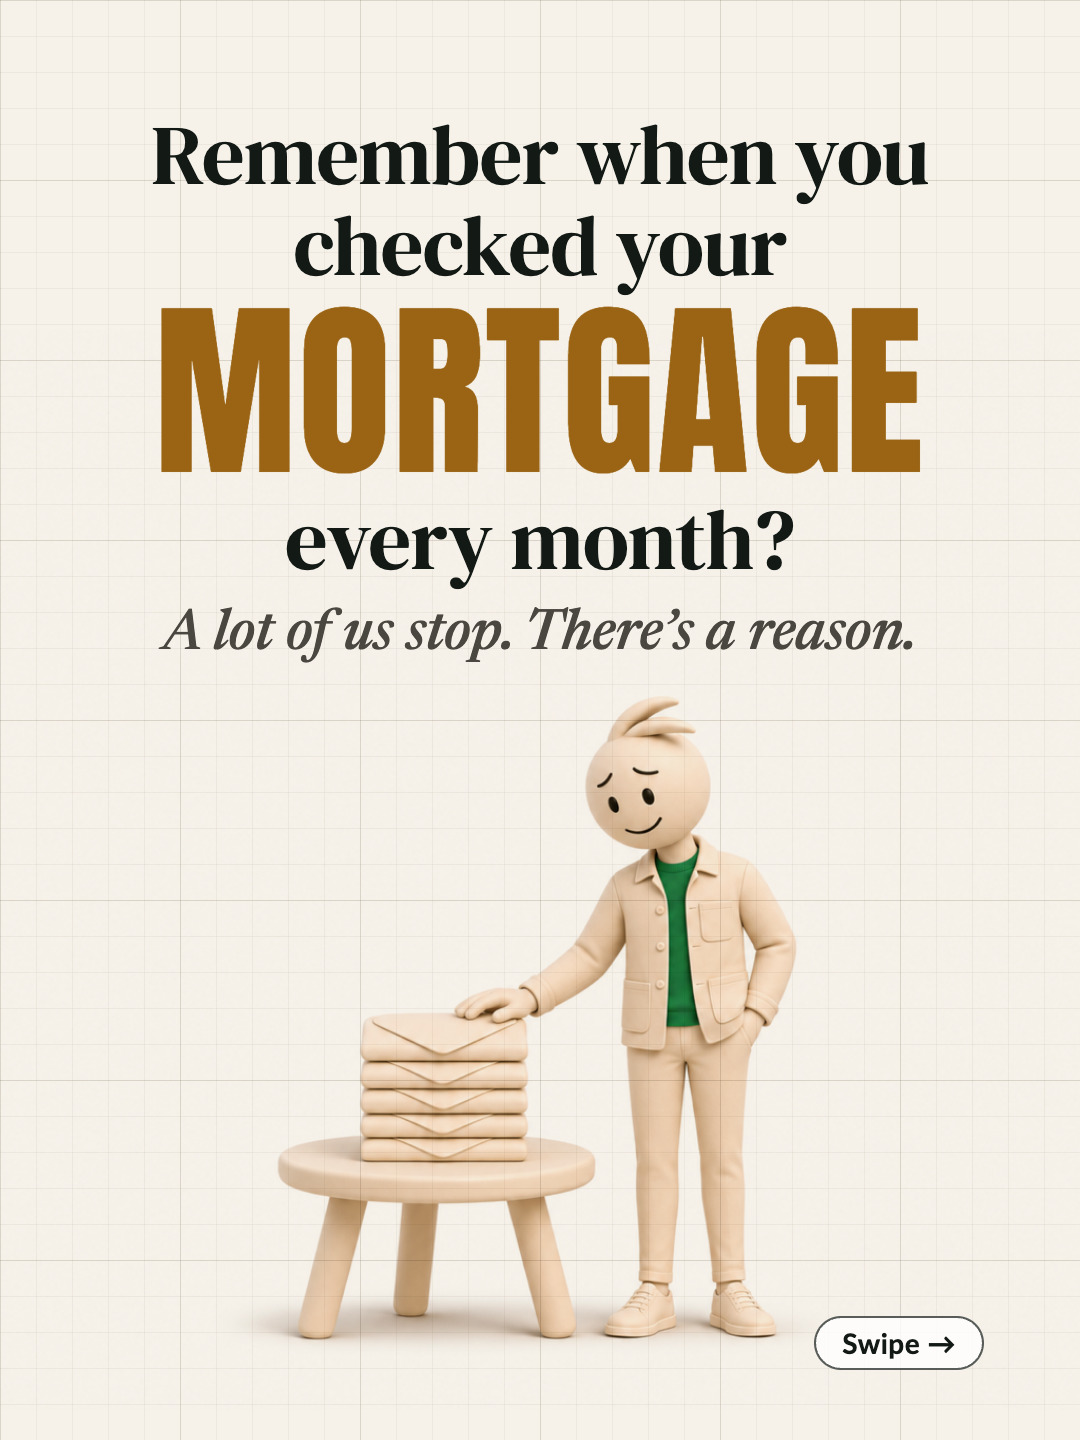 Remember when you
checked your
MORTGAGE
every month?
A lot of us stop. There’s a reason.
Swipe →